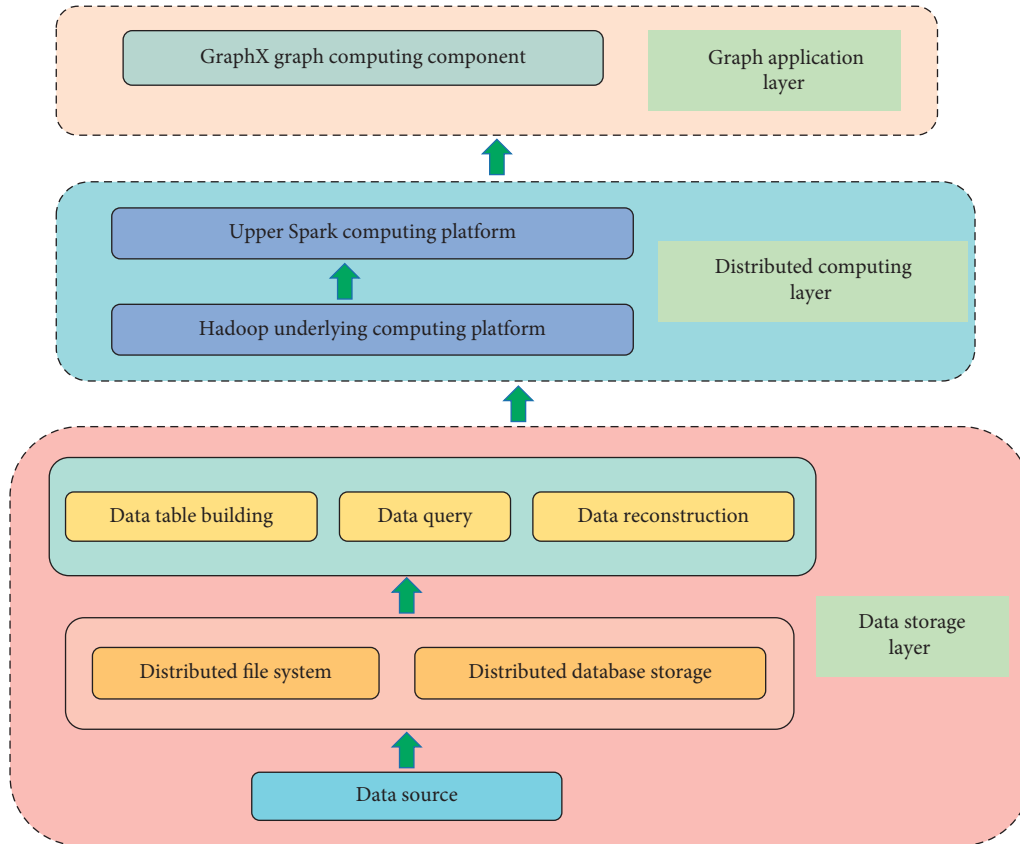 GraphX graph computing component
Graph application
layer
Upper Spark computing platform
Distributed computing
layer
Hadoop underlying computing platform
Data table building
Data query
Data reconstruction
Data storage
layer
Distributed file system
Distributed database storage
Data source